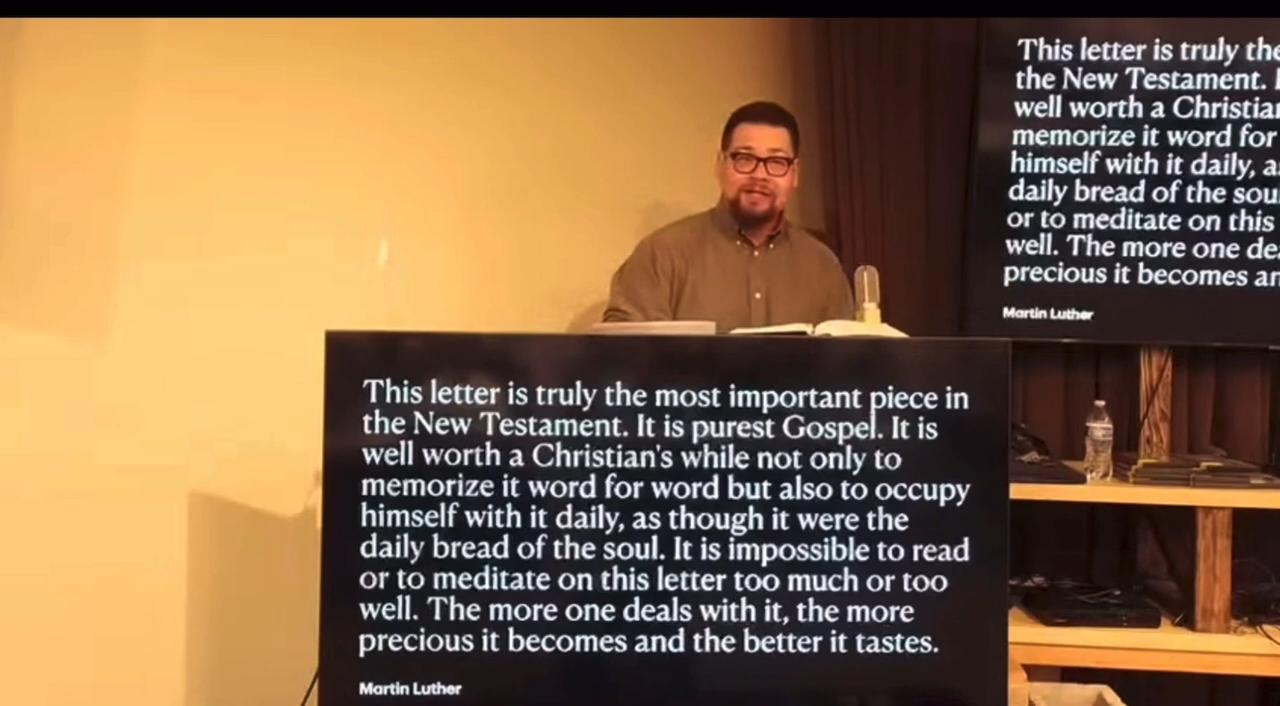 This letter is truly the most important piece in
the New Testament. It is purest Gospel. It is
well worth a Christian's while not only to
memorize it word for word but also to occupy
himself with it daily, as though it were the
daily bread of the soul. It is impossible to read
or to meditate on this letter too much or too
well. The more one deals with it, the more
precious it becomes and the better it tastes.
Martin Luther
This letter is truly the
the New Testament.
well worth a Christian
memorize it word for
himself with it daily, a
daily bread of the sou
or to meditate on this
well. The more one dea
precious it becomes an
Martin Luther